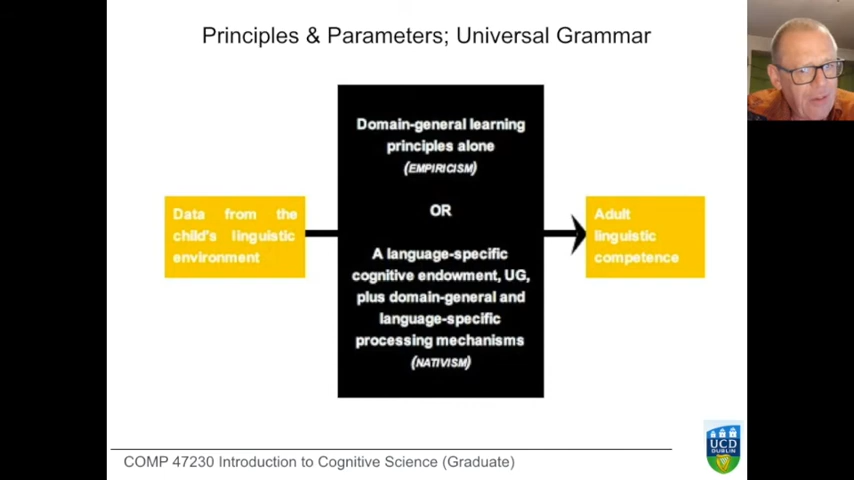 Principles & Parameters; Universal Grammar
Domain-general learning
principles alone
(EMPIRICISM)
OR
A language-specific
cognitive endowment, UG,
plus domain-general and
language-specific
processing mechanisms
(NATIVISM)
Data from the
child's linguistic
environment
Adult
linguistic
competence
COMP 47230 Introduction to Cognitive Science (Graduate)
UCD
DUBLIN